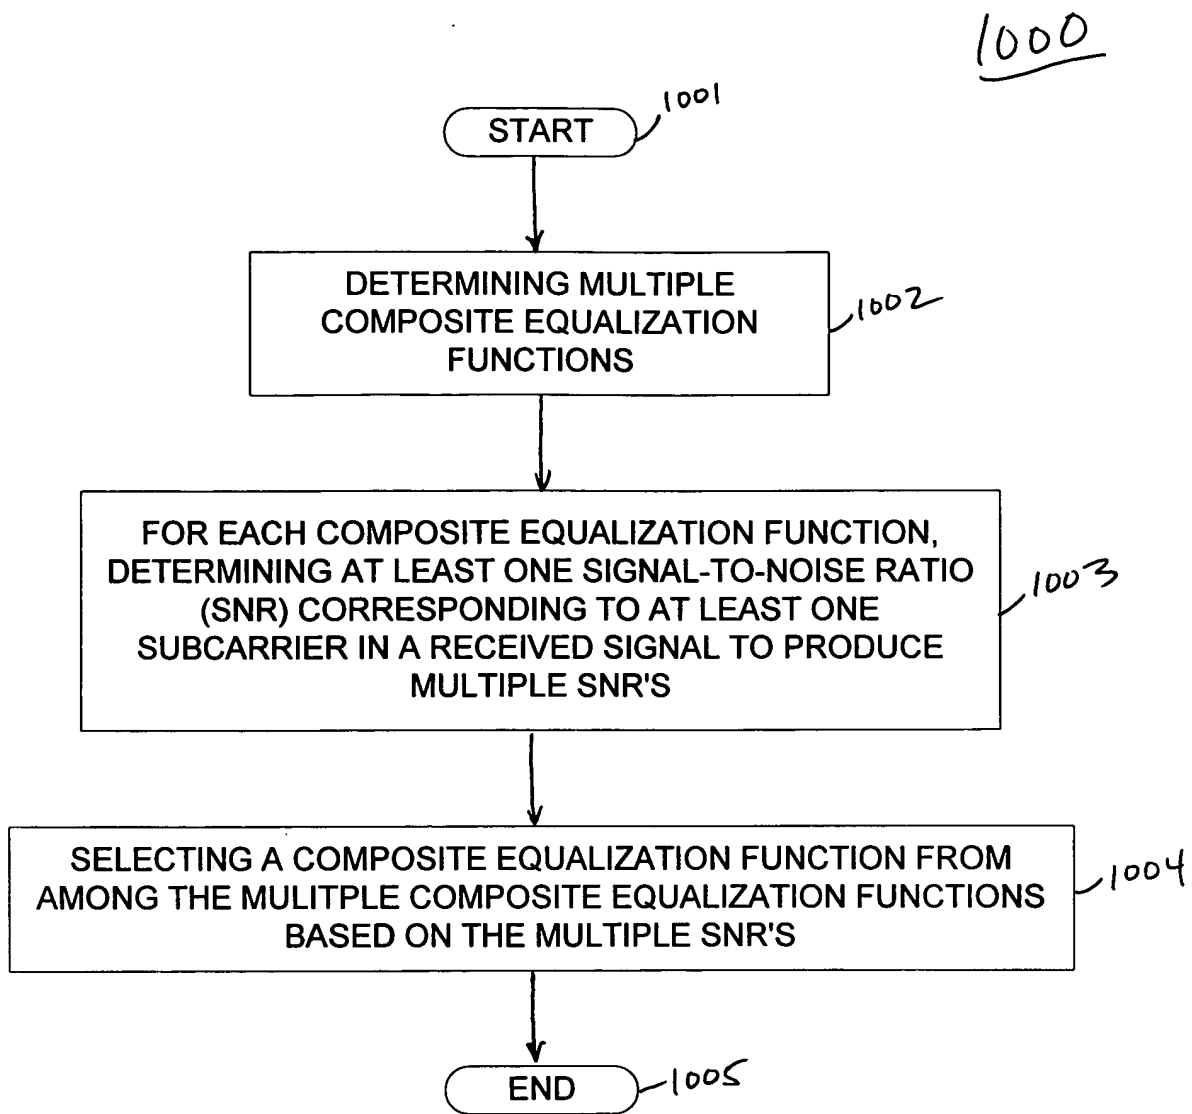 1000
START
1001
DETERMINING MULTIPLE
COMPOSITE EQUALIZATION
FUNCTIONS
1002
FOR EACH COMPOSITE EQUALIZATION FUNCTION,
DETERMINING AT LEAST ONE SIGNAL-TO-NOISE RATIO
(SNR) CORRESPONDING TO AT LEAST ONE
SUBCARRIER IN A RECEIVED SIGNAL TO PRODUCE
MULTIPLE SNR'S
1003
SELECTING A COMPOSITE EQUALIZATION FUNCTION FROM
AMONG THE MULITPLE COMPOSITE EQUALIZATION FUNCTIONS
BASED ON THE MULTIPLE SNR'S
1004
END
1005